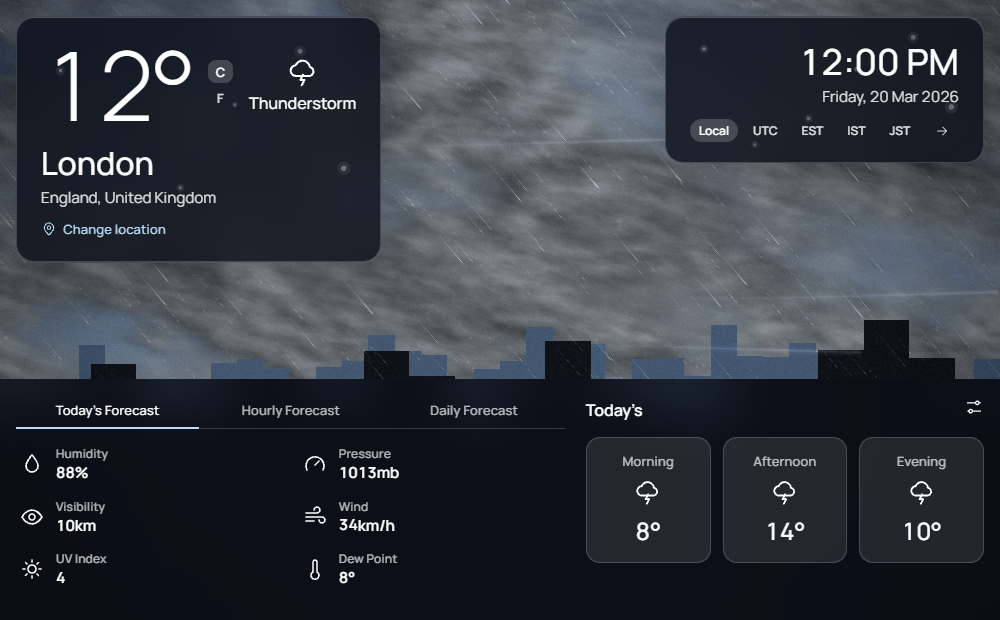 12°
C
F
Thunderstorm
London
England, United Kingdom
Change location
12:00 PM
Friday, 20 Mar 2026
Local UTC EST IST JST →
Today's Forecast Hourly Forecast Daily Forecast
Humidity
88%
Pressure
1013mb
Visibility
10km
Wind
34km/h
UV Index
4
Dew Point
8°
Today's
Morning
8°
Afternoon
14°
Evening
10°